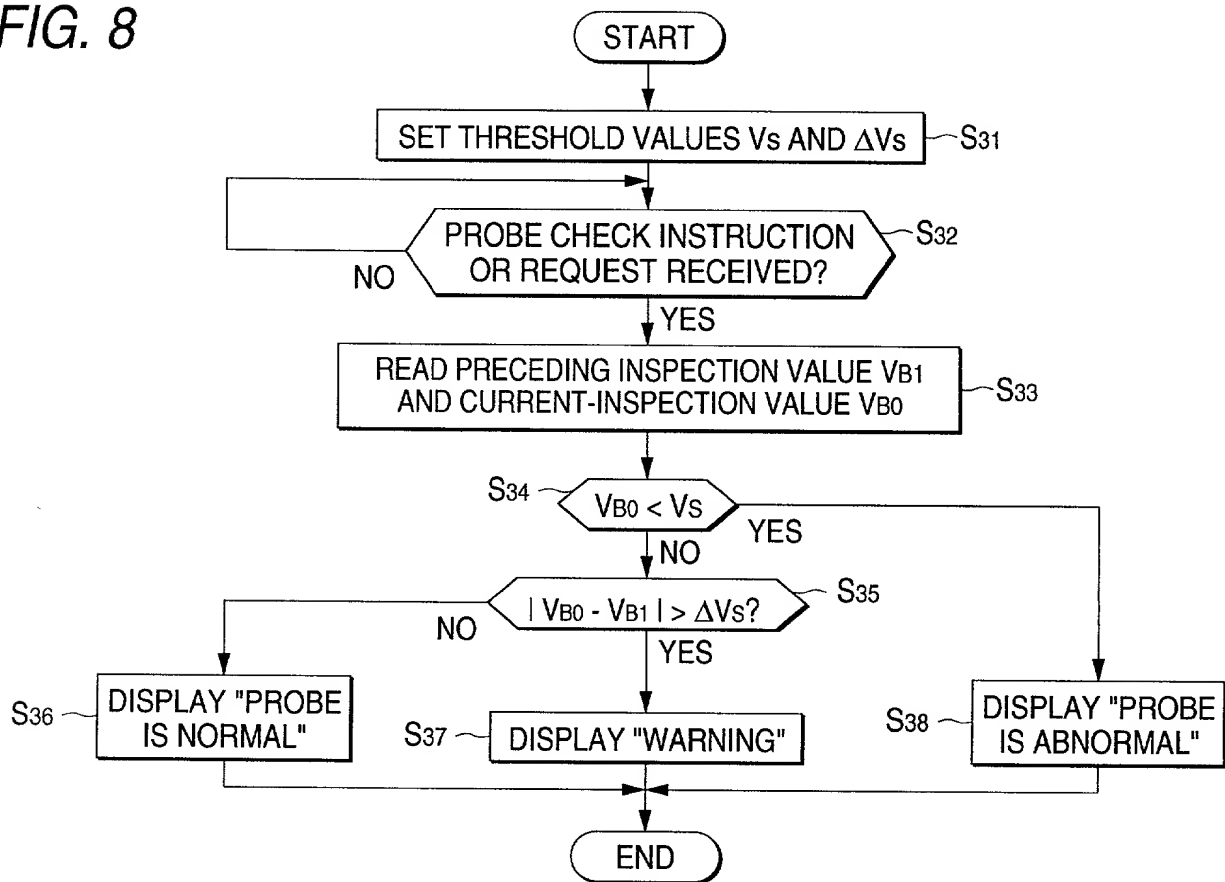 FIG. 8
START
SET THRESHOLD VALUES VS AND ΔVS
S31
PROBE CHECK INSTRUCTION
OR REQUEST RECEIVED?
S32
NO
YES
READ PRECEDING INSPECTION VALUE VB1
AND CURRENT-INSPECTION VALUE VB0
S33
S34
VB0 < VS
YES
NO
| VB0 - VB1 | > ΔVS?
S35
NO
YES
S36
DISPLAY "PROBE
IS NORMAL"
S37
DISPLAY "WARNING"
S38
DISPLAY "PROBE
IS ABNORMAL"
END